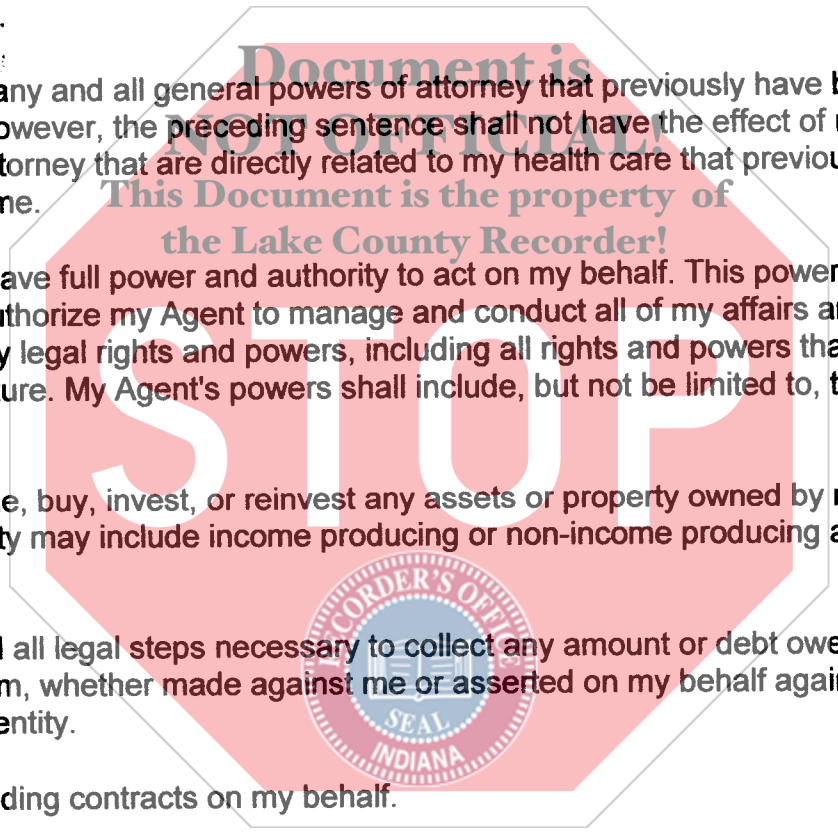 Document is
any and all general powers of attorney that previously have b
owever, the preceding sentence shall not have the effect of
NOT OFFICIAL!
torney that are directly related to my health care that previou
This Document is the property of
me.
the Lake County Recorder!
ave full power and authority to act on my behalf. This power
uthorize my Agent to manage and conduct all of my affairs a
y legal rights and powers, including all rights and powers tha
ure. My Agent's powers shall include, but not be limited to, t
STOP
e, buy, invest, or reinvest any assets or property owned by
ty may include income producing or non-income producing a
RECORDER'S OFFICE
l all legal steps necessary to collect any amount or debt owe
m, whether made against me or asserted on my behalf agai
SEAL
entity.
INDIANA
ding contracts on my behalf.